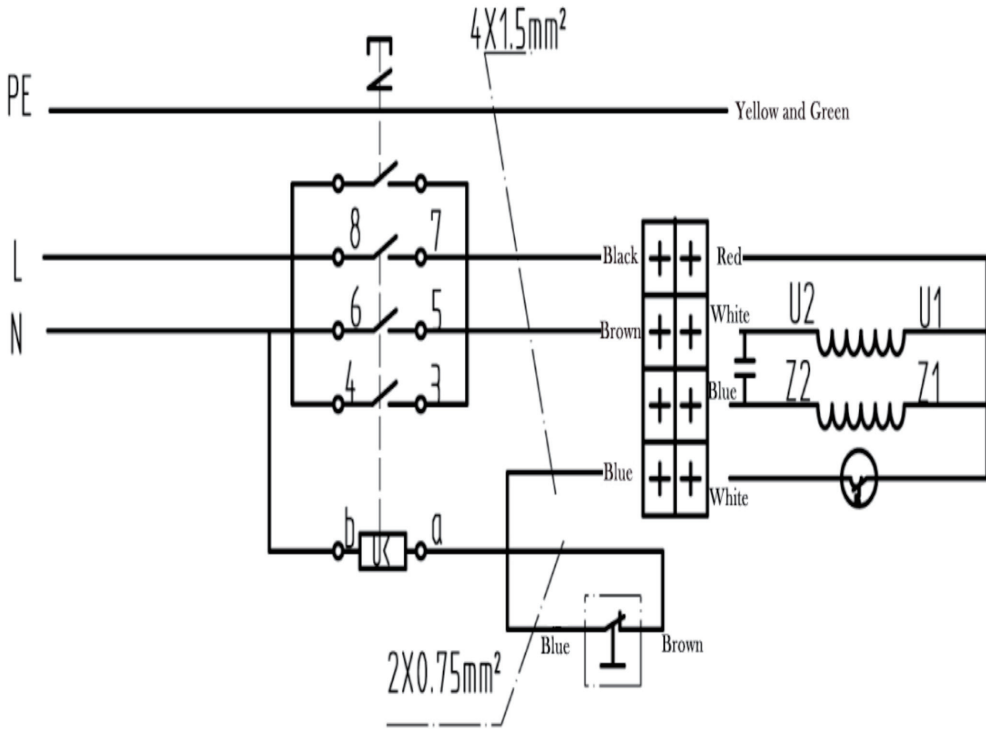 4X1.5mm²
PE
Yellow and Green
8
7
L
Black
Red
6
5
White
U2
U1
N
Brown
4
3
Blue
Z2
Z1
Blue
White
b
U<
a
Blue
Brown
2X0.75mm²